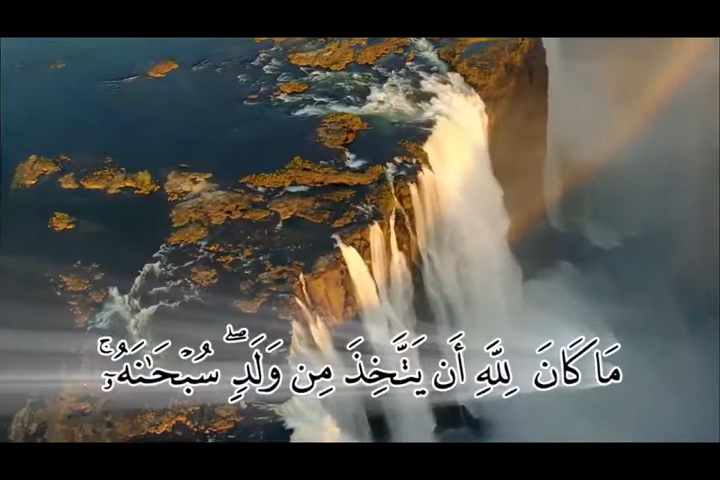 مَا كَانَ لِلَّهِ أَن يَتَّخِذَ مِن وَلَدٍۖ سُبْحَٰنَهُۥٓۚ